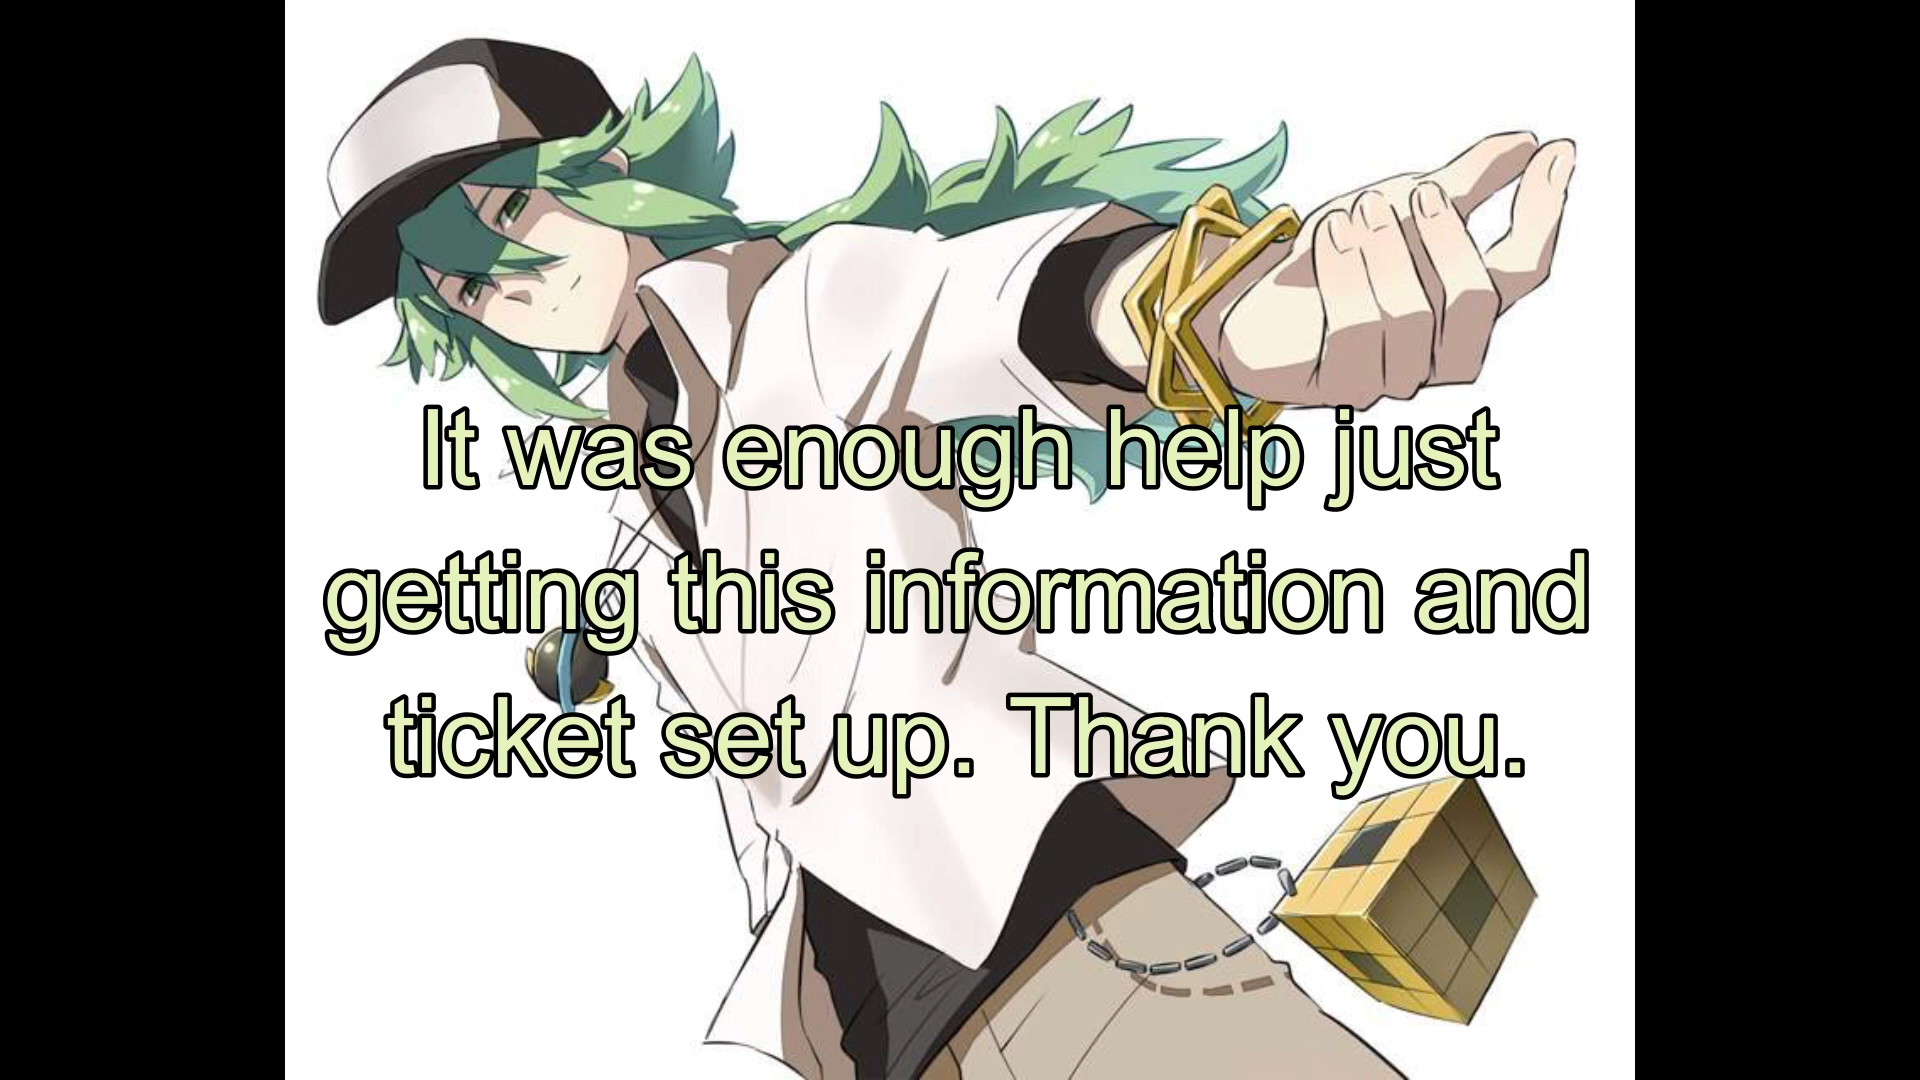 It was enough help just
getting this information and
ticket set up. Thank you.